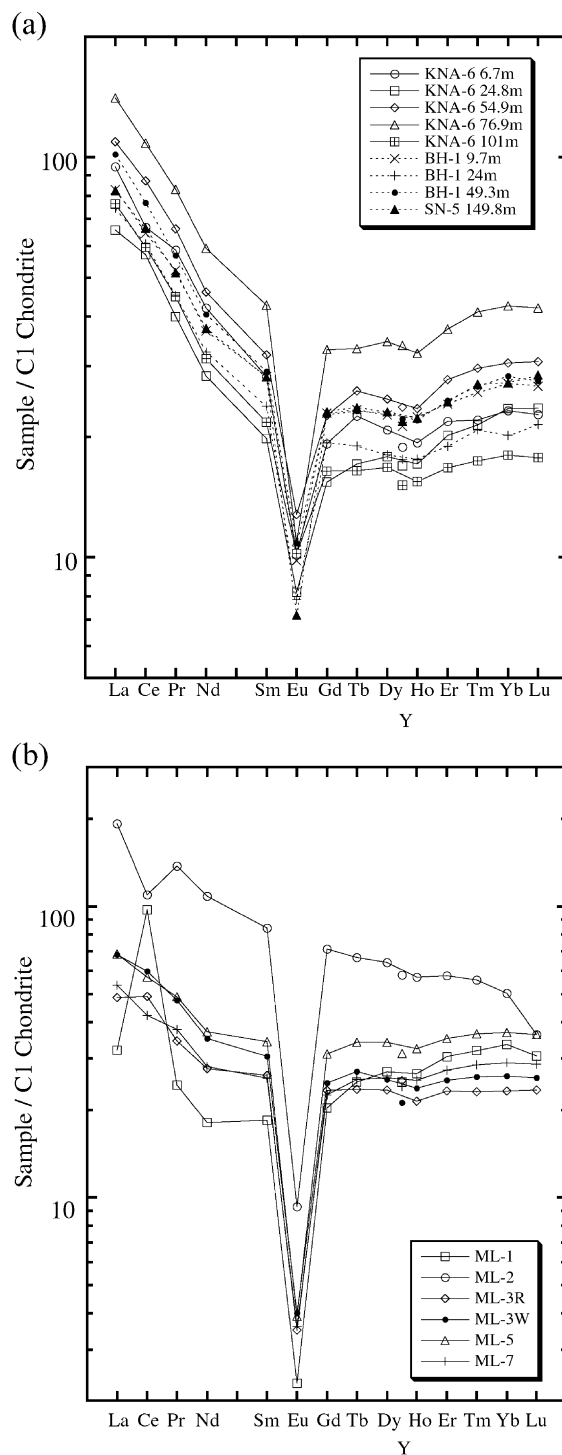 (a)
KNA-6 6.7m
KNA-6 24.8m
KNA-6 54.9m
KNA-6 76.9m
KNA-6 101m
BH-1 9.7m
BH-1 24m
BH-1 49.3m
SN-5 149.8m
100
10
Sample / C1 Chondrite
La Ce Pr Nd Sm Eu Gd Tb Dy Ho Er Tm Yb Lu
Y
(b)
100
10
Sample / C1 Chondrite
ML-1
ML-2
ML-3R
ML-3W
ML-5
ML-7
La Ce Pr Nd Sm Eu Gd Tb Dy Ho Er Tm Yb Lu
Y